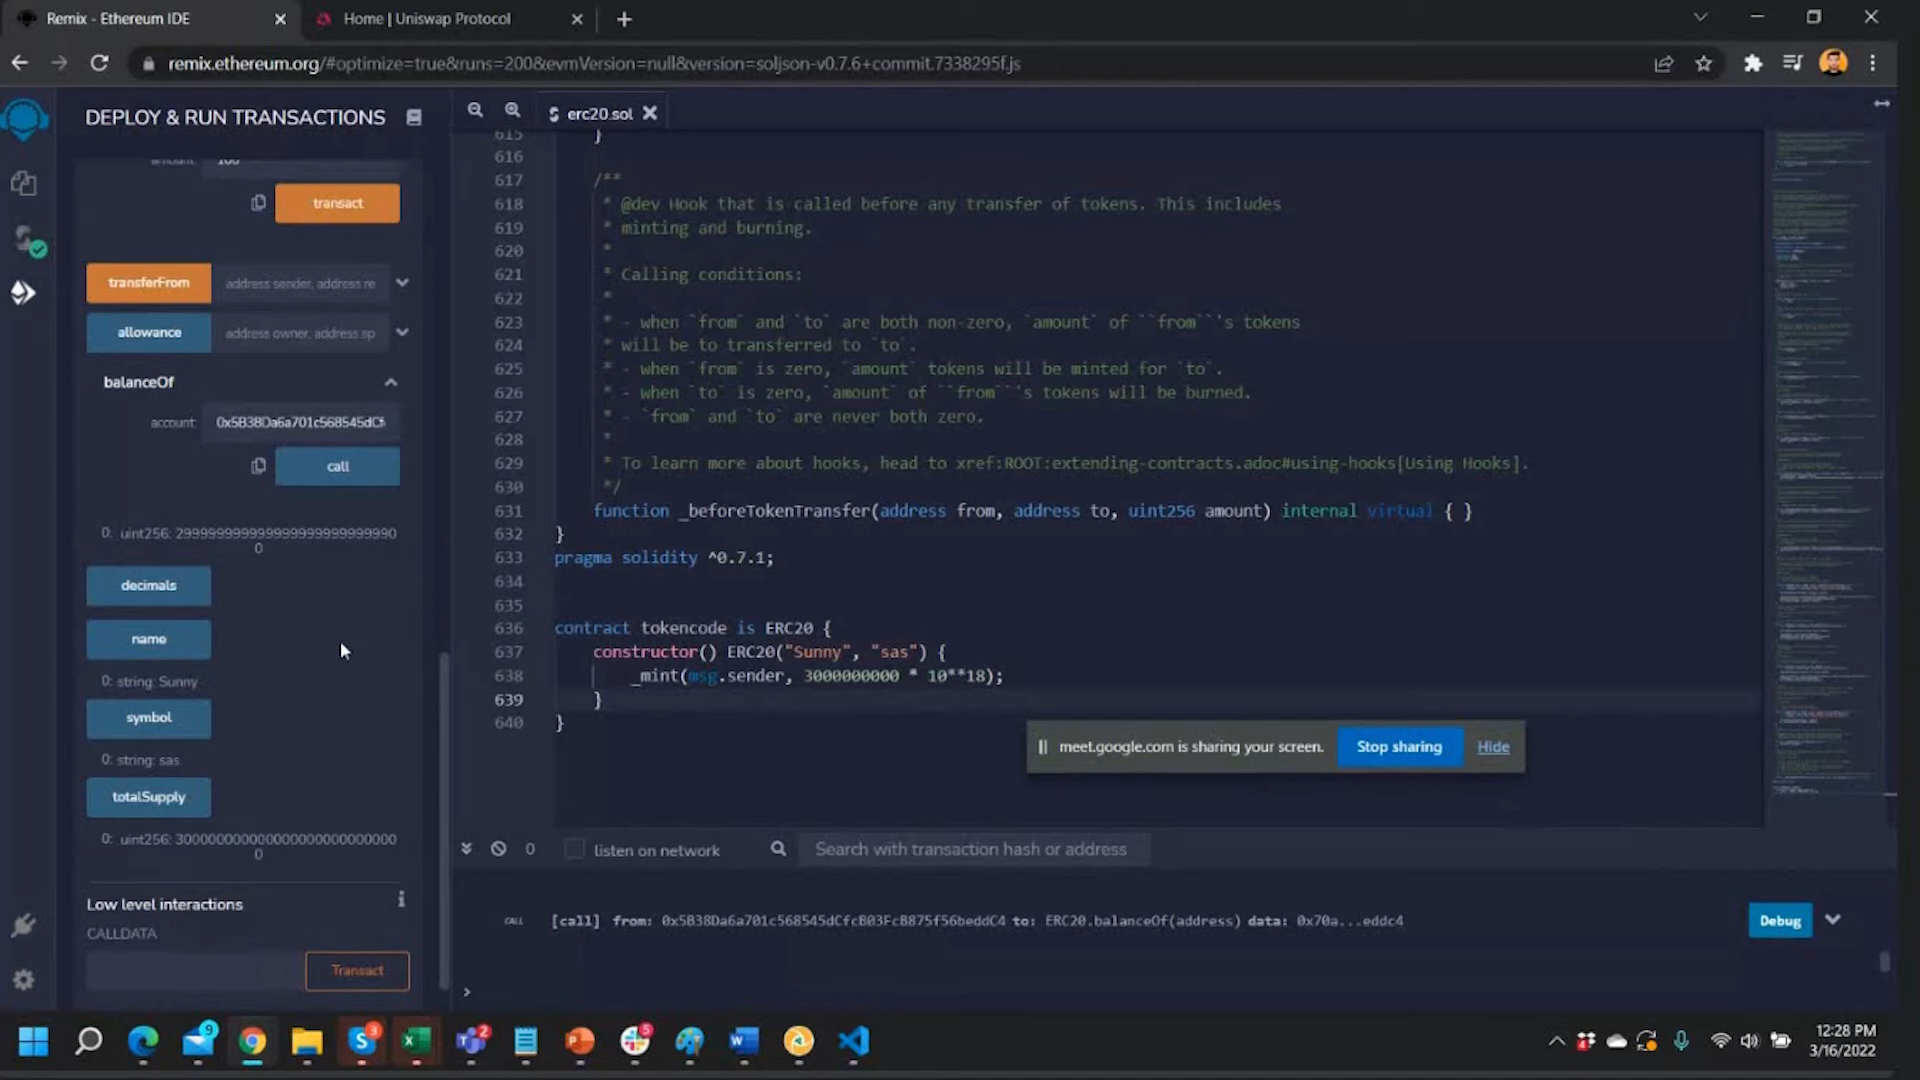 Remix - Ethereum IDE
Home | Uniswap Protocol
remix.ethereum.org/#optimize=true&runs=200&evmVersion=null&version=soljson-v0.7.6+commit.7338295f.js
DEPLOY & RUN TRANSACTIONS
erc20.sol
amount: 100
transact
transferFrom address sender, address re
allowance address owner, address sp
balanceOf
account: 0x5B38Da6a701c568545dCf
call
0: uint256: 299999999999999999999999990
0
decimals
name
0: string: Sunny
symbol
0: string: sas
totalSupply
0: uint256: 300000000000000000000000000
0
Low level interactions
CALLDATA
Transact
615 }
616
617 /**
618 * @dev Hook that is called before any transfer of tokens. This includes
619 * minting and burning.
620 *
621 * Calling conditions:
622 *
623 * - when `from` and `to` are both non-zero, `amount` of ``from``'s tokens
624 * will be to transferred to `to`.
625 * - when `from` is zero, `amount` tokens will be minted for `to`.
626 * - when `to` is zero, `amount` of ``from``'s tokens will be burned.
627 * - `from` and `to` are never both zero.
628 *
629 * To learn more about hooks, head to xref:ROOT:extending-contracts.adoc#using-hooks[Using Hooks].
630 */
631 function _beforeTokenTransfer(address from, address to, uint256 amount) internal virtual { }
632 }
633 pragma solidity ^0.7.1;
634
635
636 contract tokencode is ERC20 {
637 constructor() ERC20("Sunny", "sas") {
638 _mint(msg.sender, 3000000000 * 10**18);
639 }
640 }
meet.google.com is sharing your screen. Stop sharing Hide
0 listen on network Search with transaction hash or address
CALL [call] from: 0x5B38Da6a701c568545dCfcB03FcB875f56beddC4 to: ERC20.balanceOf(address) data: 0x70a...eddc4 Debug
>
9
3
2
5
4
12:28 PM
3/16/2022